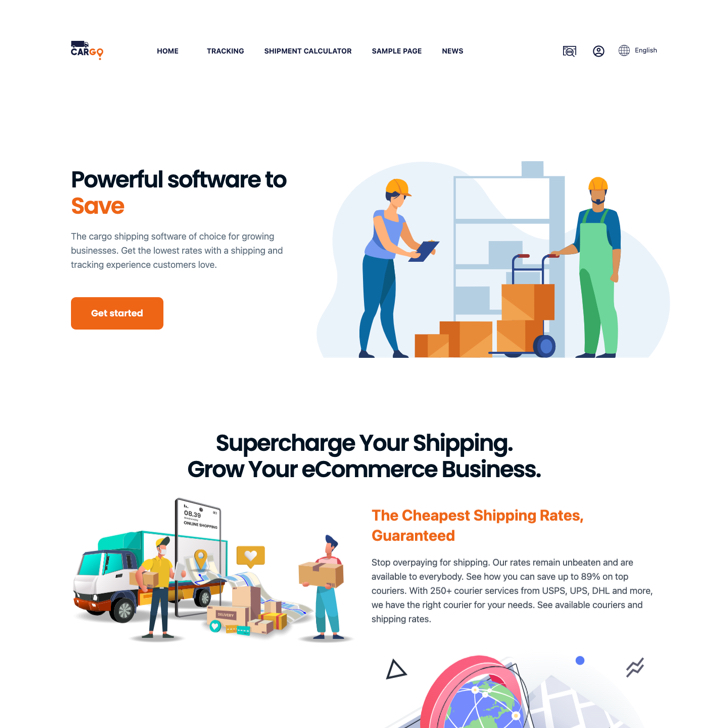 CARGO
HOME TRACKING SHIPMENT CALCULATOR SAMPLE PAGE NEWS English
Powerful software to
Save
The cargo shipping software of choice for growing
businesses. Get the lowest rates with a shipping and
tracking experience customers love.
Get started
Supercharge Your Shipping.
Grow Your eCommerce Business.
08.39
ONLINE SHOPPING
DELIVERY
The Cheapest Shipping Rates,
Guaranteed
Stop overpaying for shipping. Our rates remain unbeaten and are
available to everybody. See how you can save up to 89% on top
couriers. With 250+ courier services from USPS, UPS, DHL and more,
we have the right courier for your needs. See available couriers and
shipping rates.